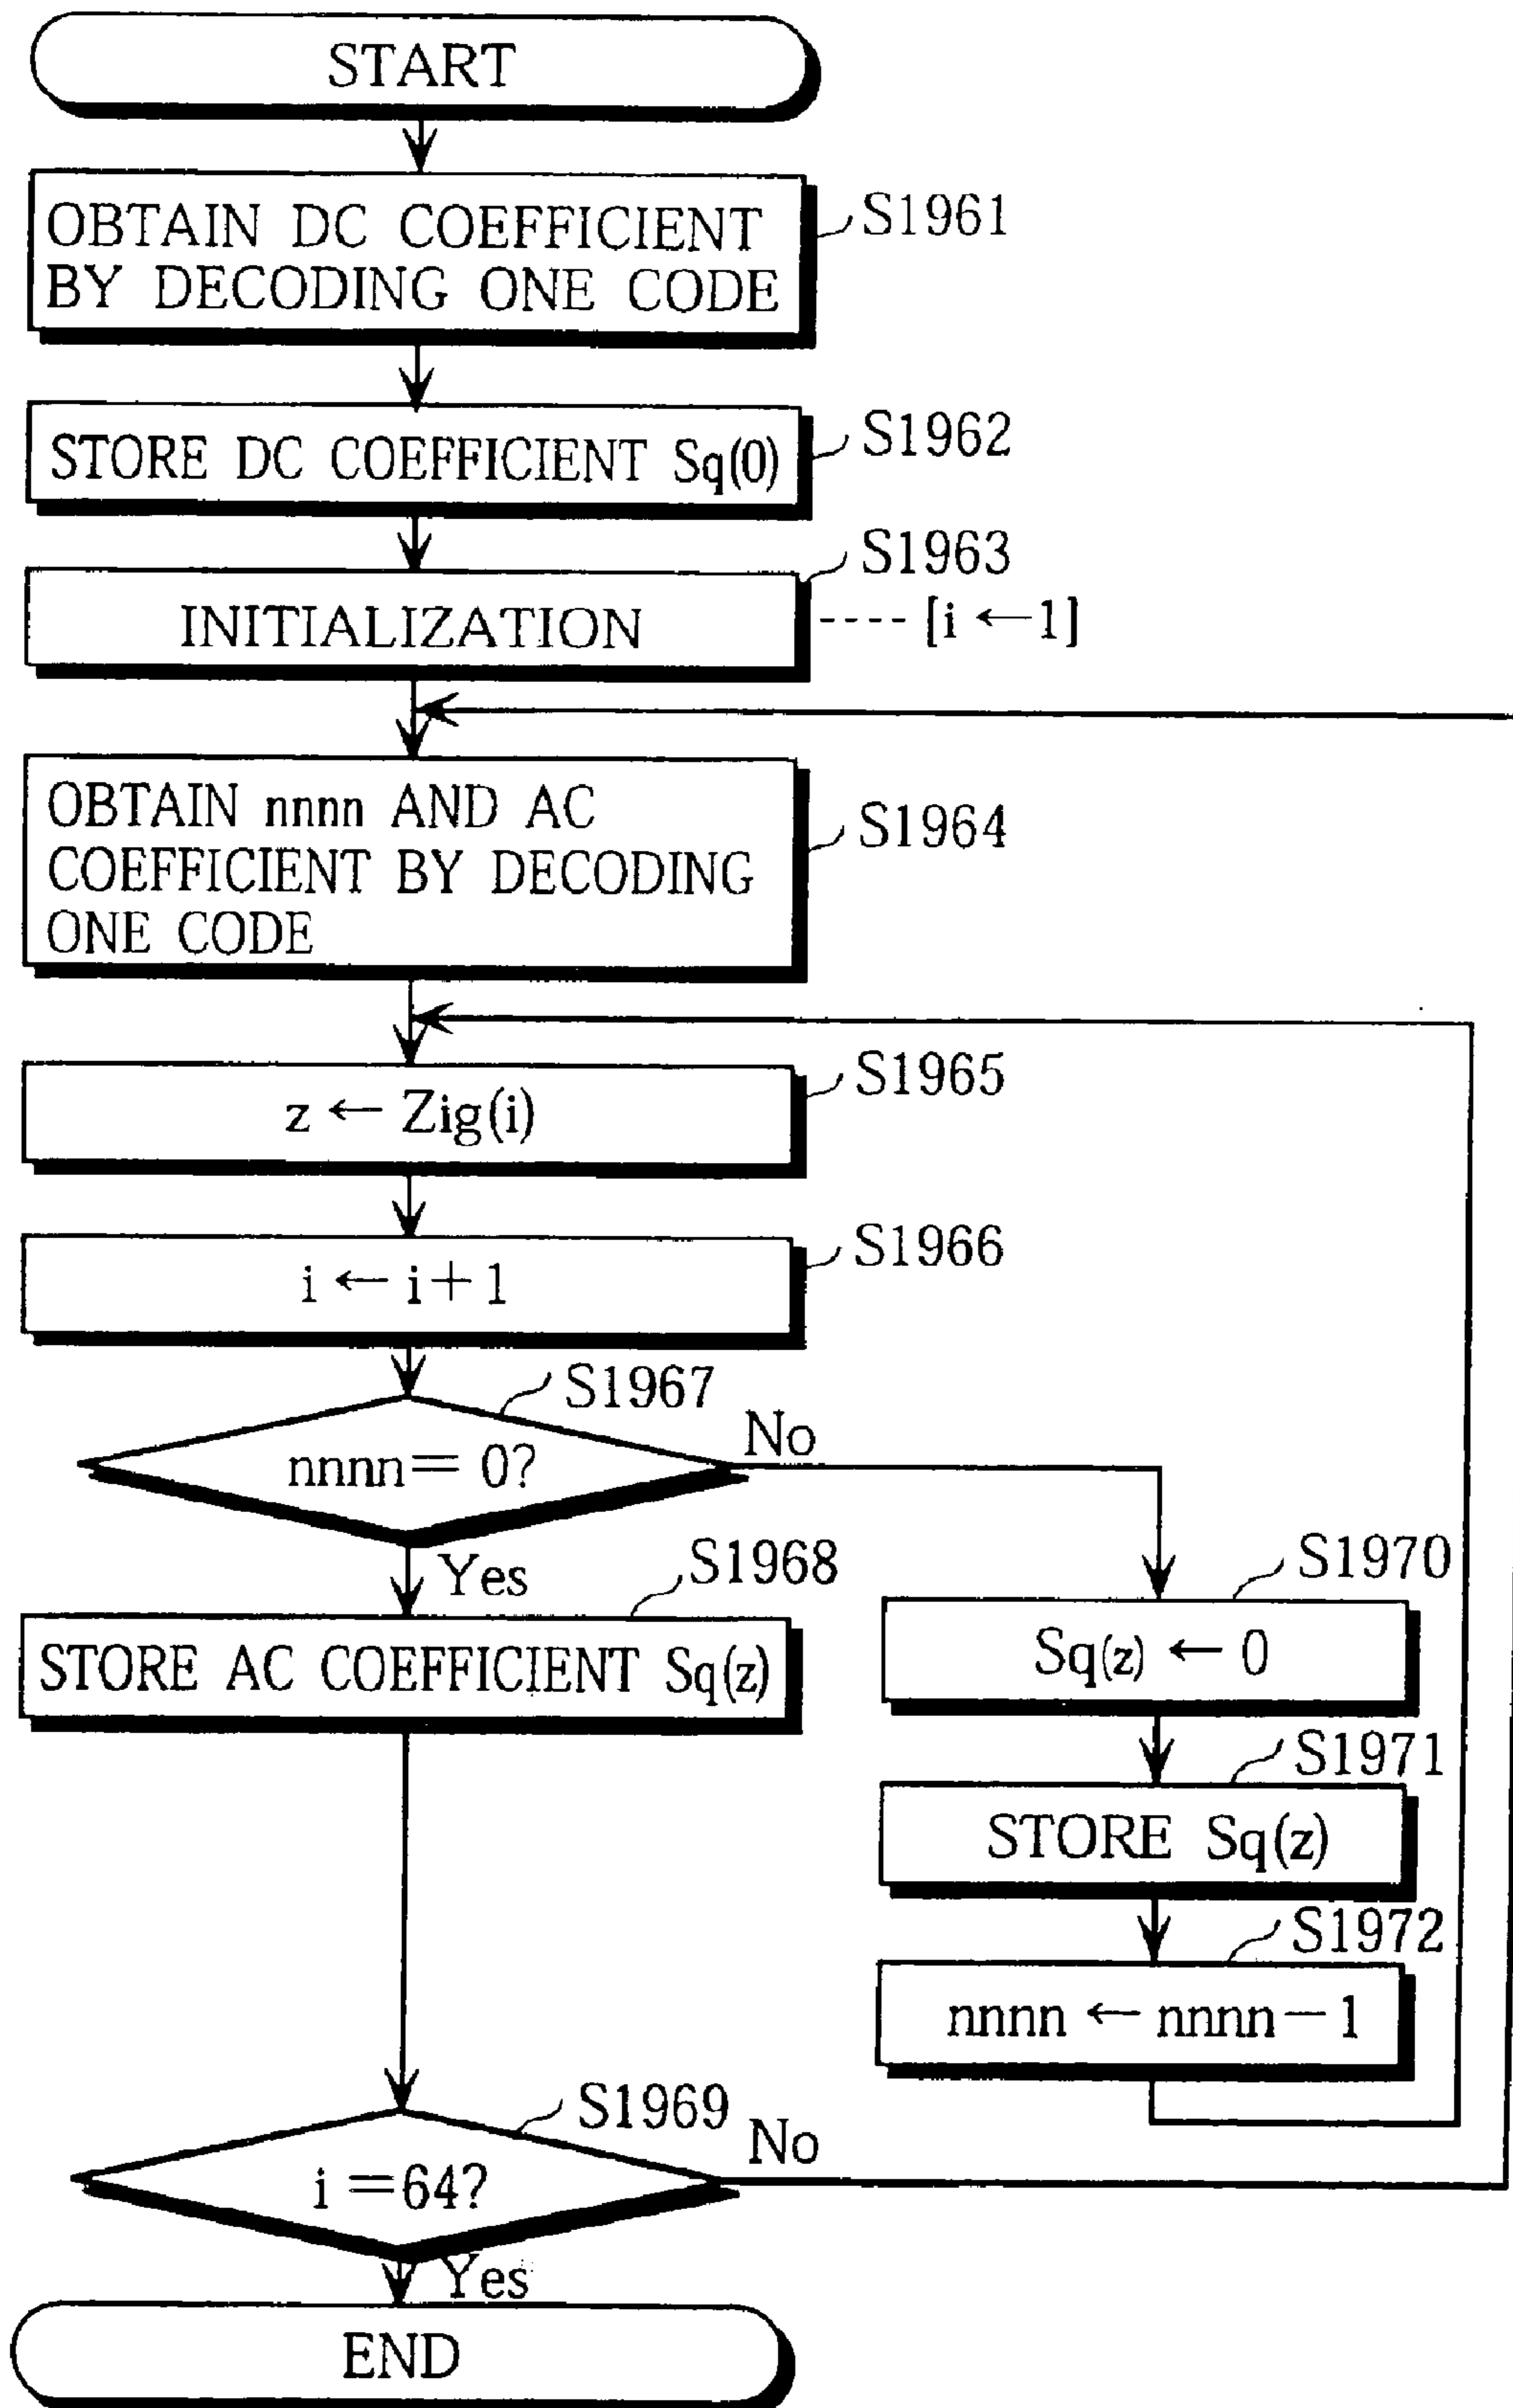 START
OBTAIN DC COEFFICIENT
BY DECODING ONE CODE
S1961
STORE DC COEFFICIENT Sq(0)
S1962
S1963
INITIALIZATION
---- [i ←1]
OBTAIN nnnn AND AC
COEFFICIENT BY DECODING
ONE CODE
S1964
z ← Zig(i)
S1965
i ← i+1
S1966
S1967
nnnn= 0?
No
Yes
S1968
STORE AC COEFFICIENT Sq(z)
S1970
Sq(z) ← 0
S1971
STORE Sq(z)
S1972
nnnn ← nnnn−1
S1969
i =64?
No
Yes
END